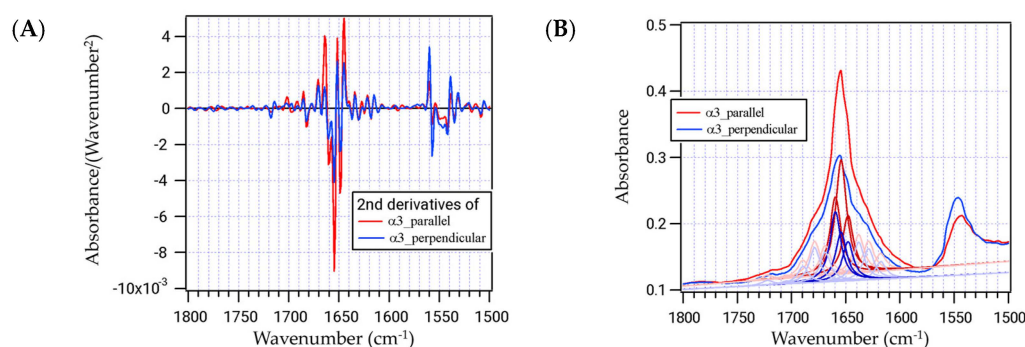 (A)
Absorbance/(Wavenumber²)
4
2
0
-2
-4
-6
-8
-10x10⁻³
2nd derivatives of
α3_parallel
α3_perpendicular
1800 1750 1700 1650 1600 1550 1500
Wavenumber (cm⁻¹)
(B)
Absorbance
0.5
0.4
0.3
0.2
0.1
α3_parallel
α3_perpendicular
1800 1750 1700 1650 1600 1550 1500
Wavenumber (cm⁻¹)